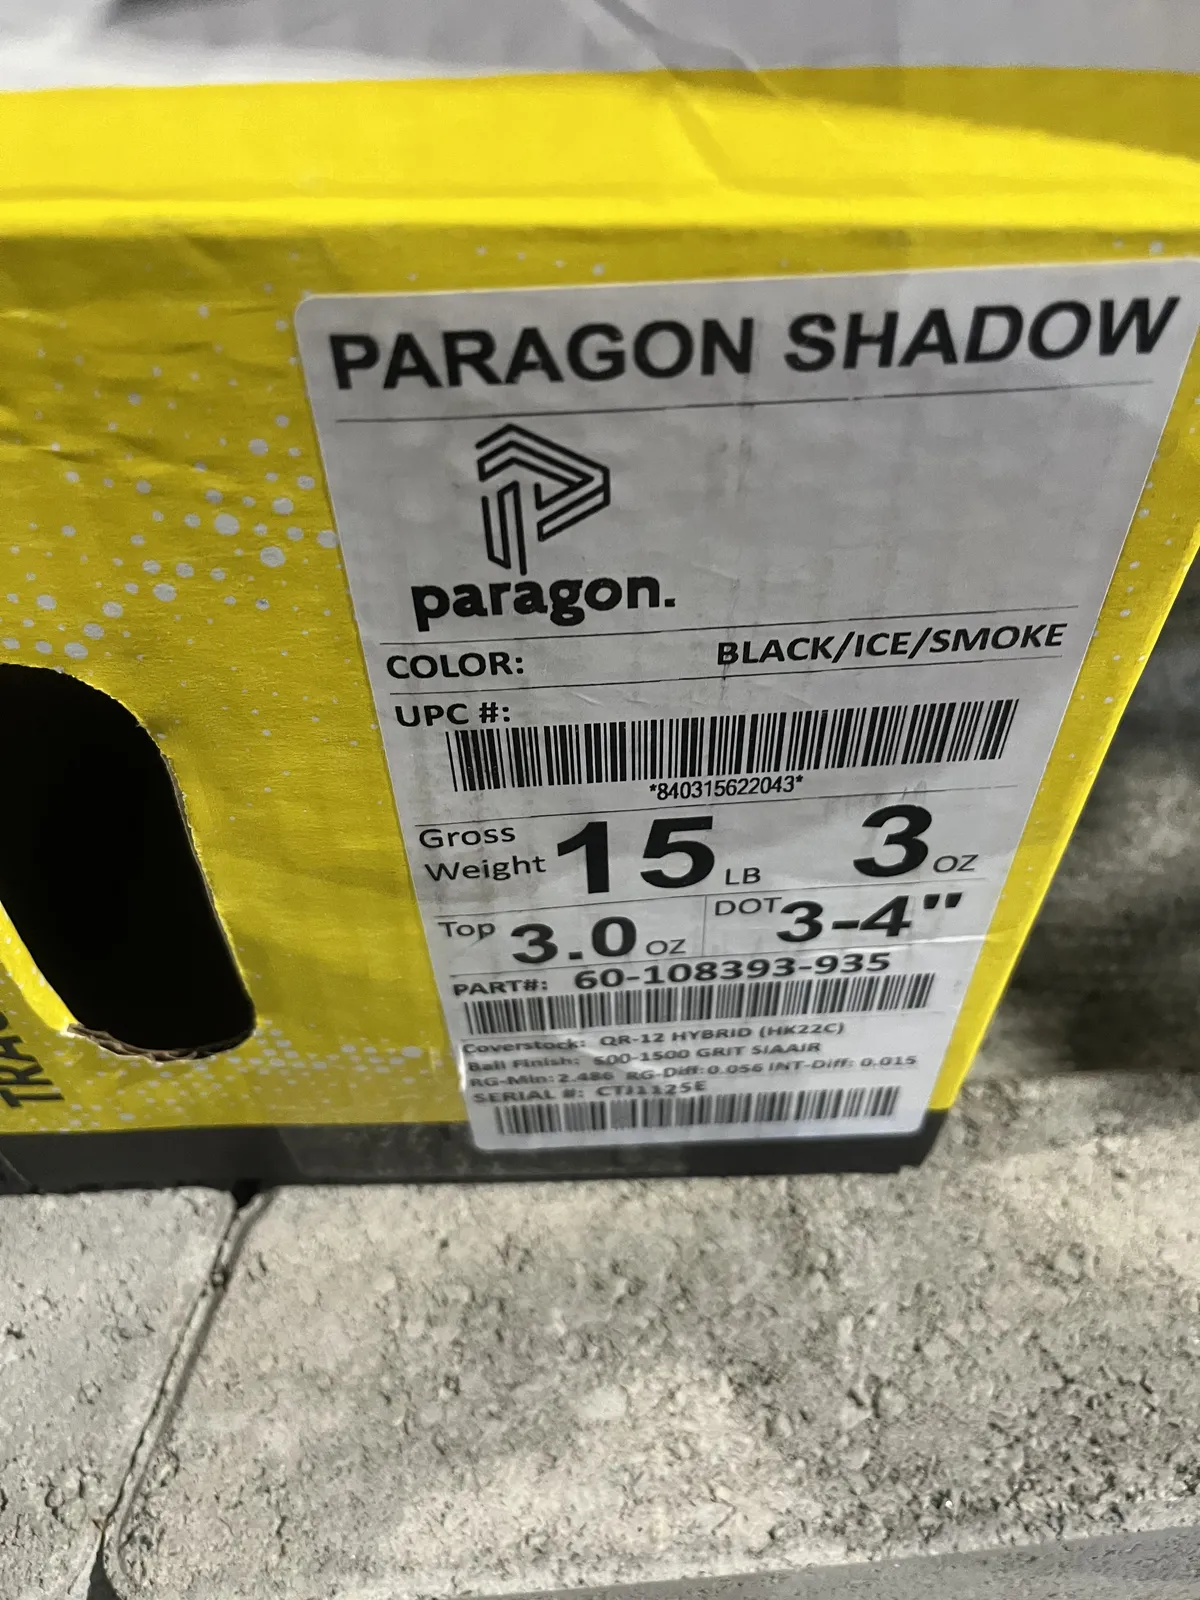 PARAGON SHADOW
paragon.
COLOR: BLACK/ICE/SMOKE
UPC #:
*840315622043*
Gross Weight 15 LB 3 OZ
Top 3.0 OZ DOT 3-4"
PART#: 60-108393-935
Coverstock: QR-12 HYBRID (HK22C)
Ball Finish: 500-1500 GRIT SIAAIR
RG-Min: 2.486 RG-Diff: 0.056 INT-Diff: 0.015
SERIAL #: CTJ1125E